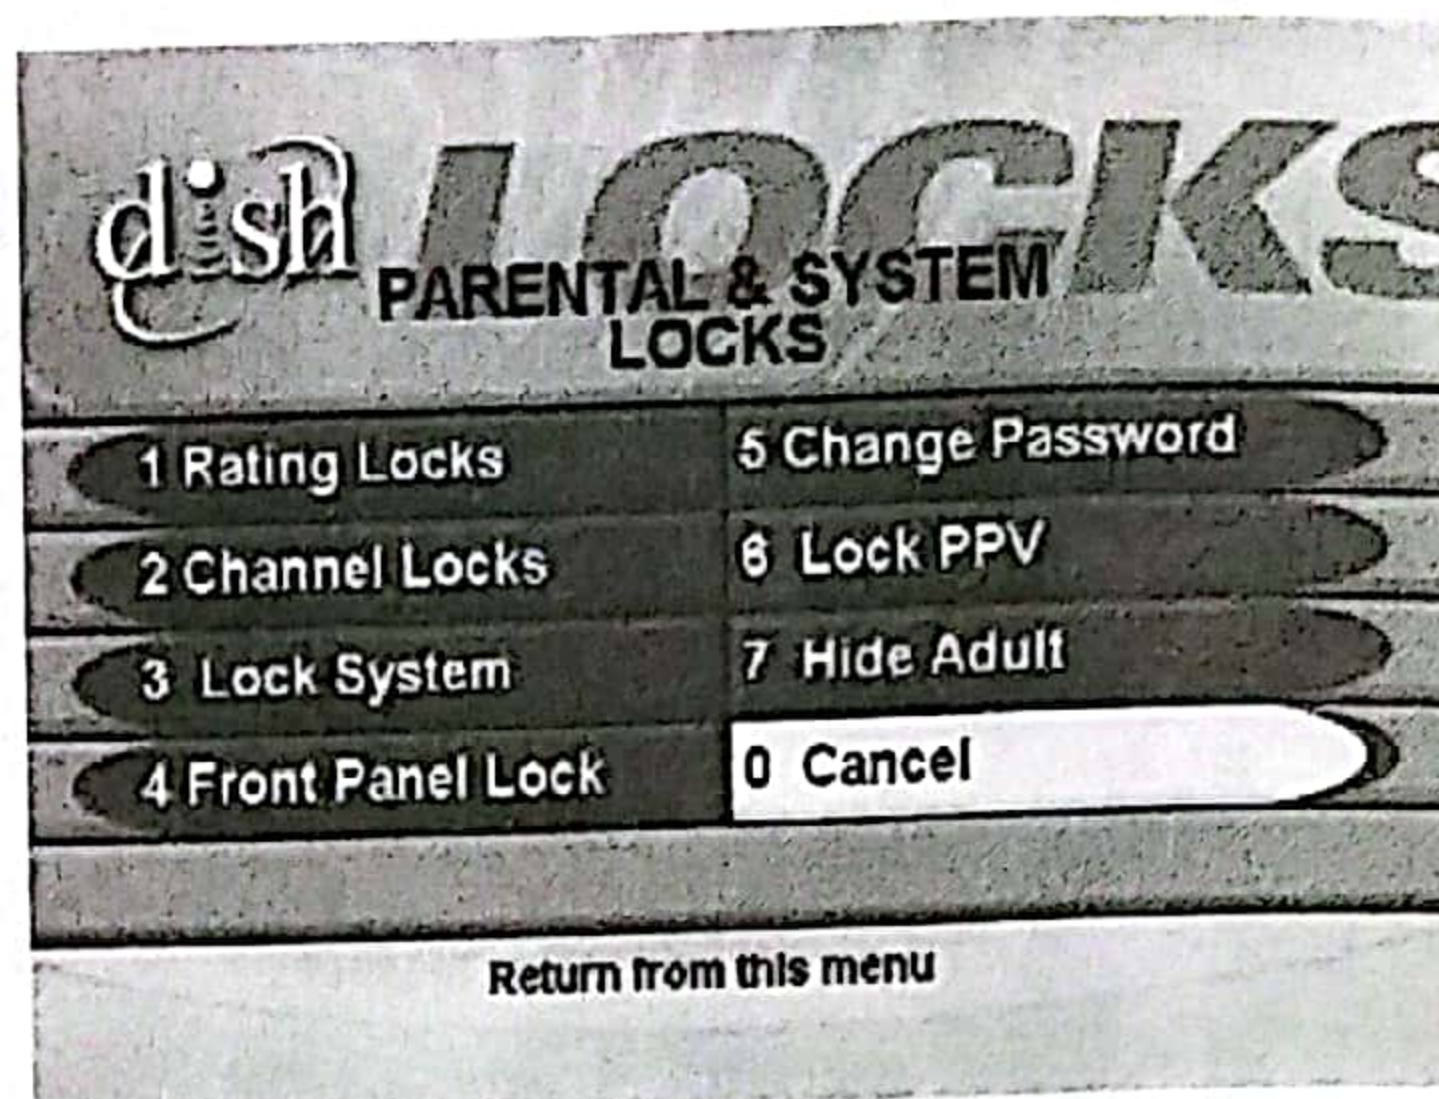 dish
LOCKS
PARENTAL & SYSTEM
LOCKS
1 Rating Locks
2 Channel Locks
3 Lock System
4 Front Panel Lock
5 Change Password
6 Lock PPV
7 Hide Adult
0 Cancel
Return from this menu